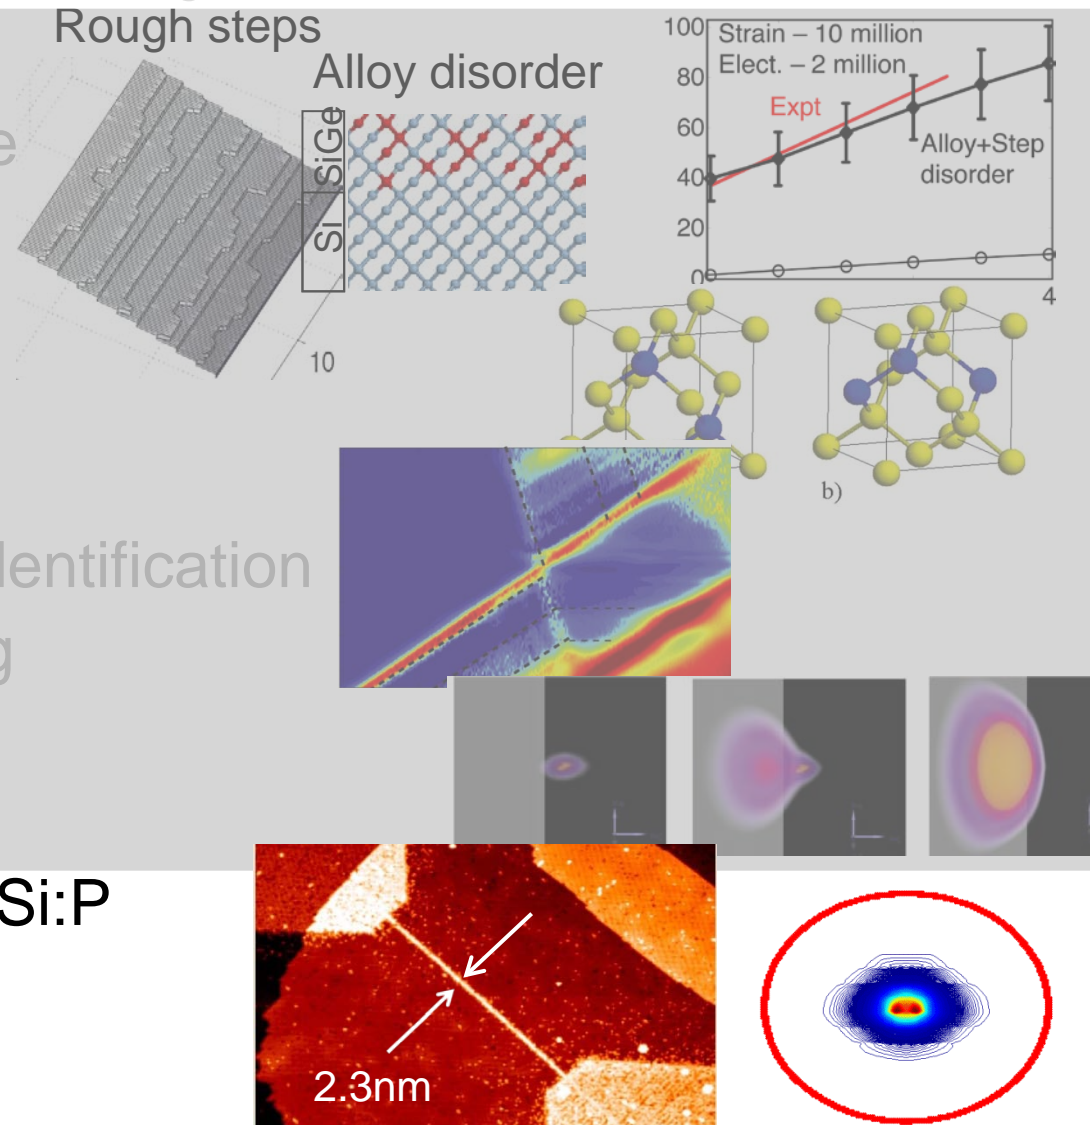 Rough steps
Alloy disorder
SiGe
Si
10
100
80
60
40
20
0
Strain – 10 million
Elect. – 2 million
Expt
Alloy+Step
disorder
4
b)
e
dentification
g
Si:P
2.3nm